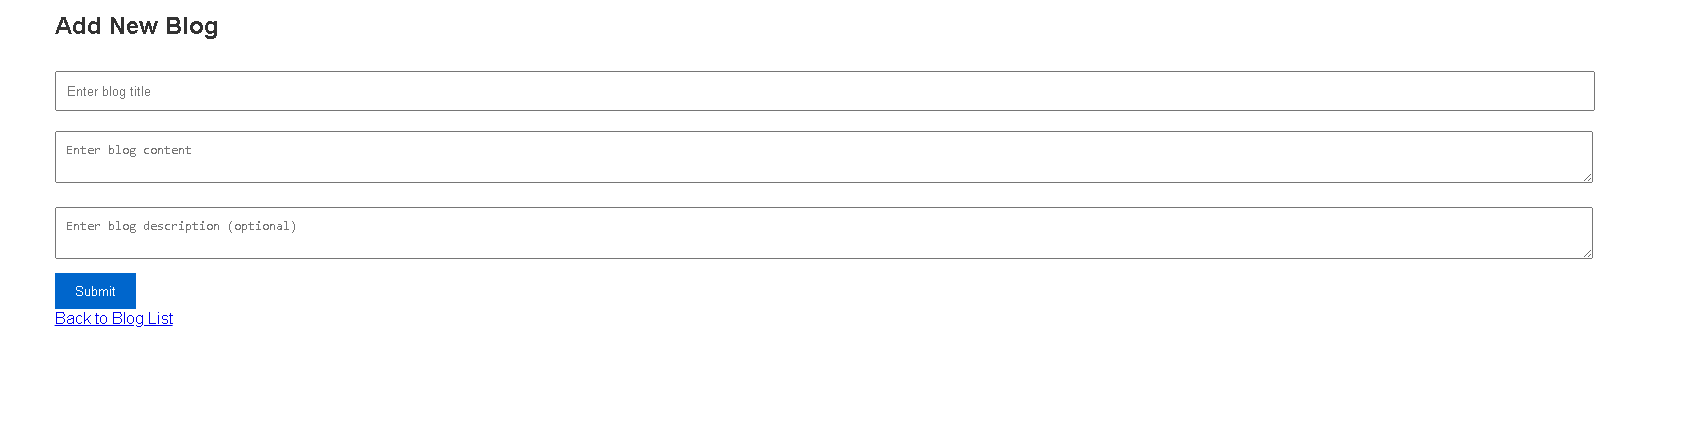 Add New Blog
Enter blog title
Enter blog content
Enter blog description (optional)
Submit
Back to Blog List